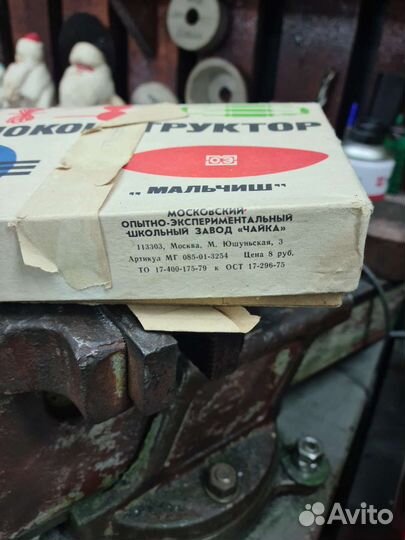 ОКОНСТРУКТОР
ОЭ
"МАЛЬЧИШ"
МОСКОВСКИЙ
ОПЫТНО-ЭКСПЕРИМЕНТАЛЬНЫЙ
ШКОЛЬНЫЙ ЗАВОД «ЧАЙКА»
113303, Москва, М. Юшуньская, 3
Артикул МГ 085-01-3254 Цена 8 руб.
ТО 17-400-175-79 к ОСТ 17-296-75
Avito